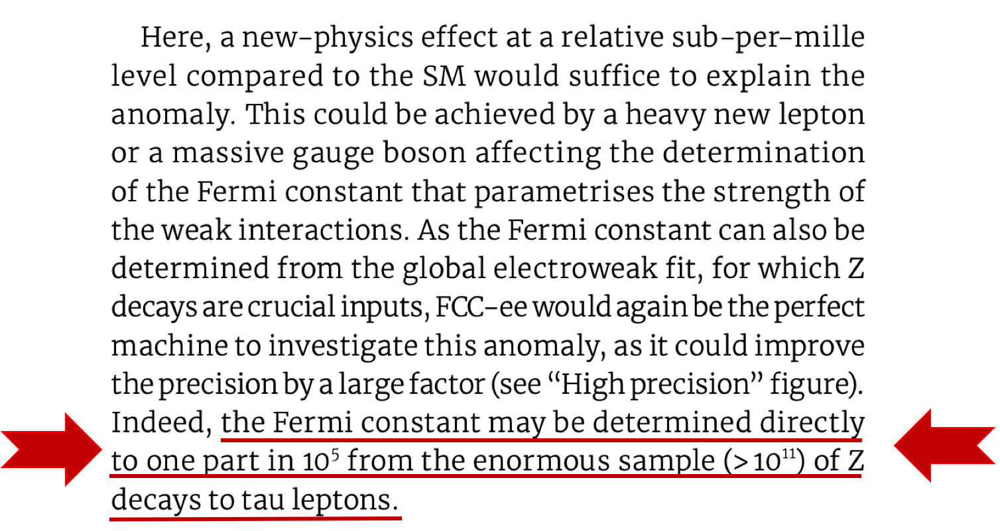 Here, a new-physics effect at a relative sub-per-mille
level compared to the SM would suffice to explain the
anomaly. This could be achieved by a heavy new lepton
or a massive gauge boson affecting the determination
of the Fermi constant that parametrises the strength of
the weak interactions. As the Fermi constant can also be
determined from the global electroweak fit, for which Z
decays are crucial inputs, FCC-ee would again be the perfect
machine to investigate this anomaly, as it could improve
the precision by a large factor (see “High precision” figure).
Indeed, the Fermi constant may be determined directly
to one part in 10⁵ from the enormous sample (>10¹¹) of Z
decays to tau leptons.